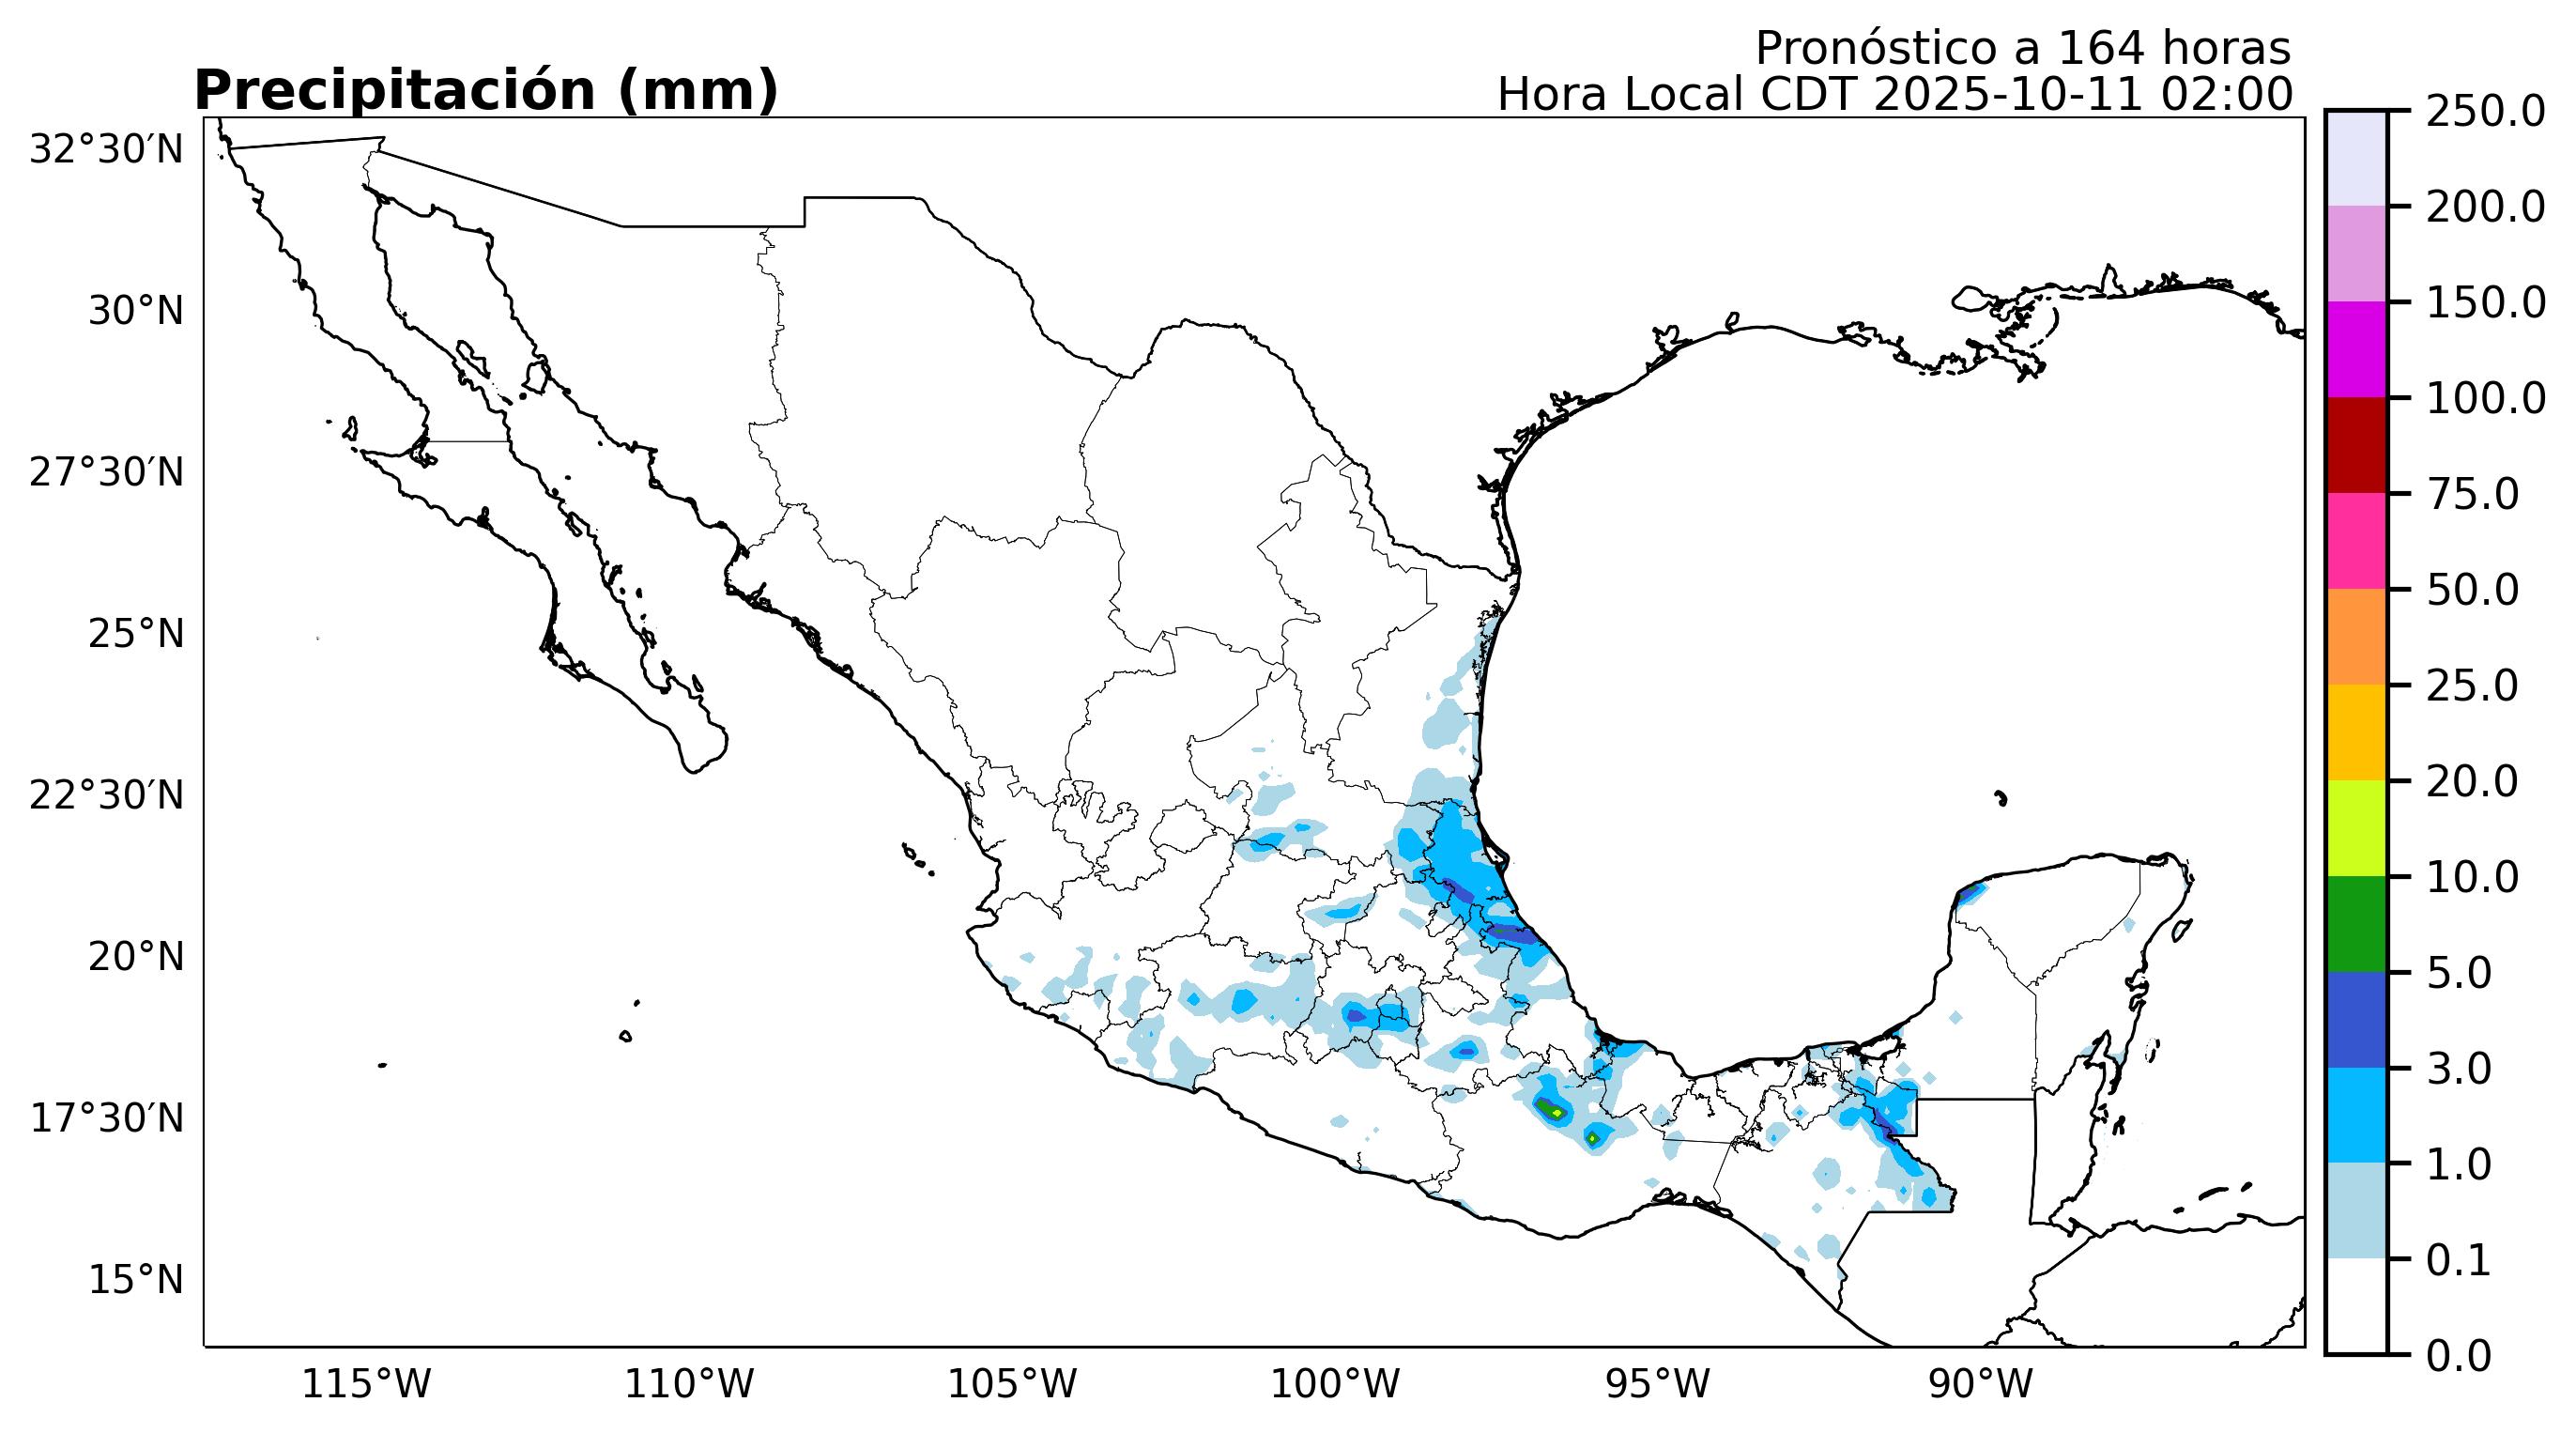 Pronóstico a 164 horas
Precipitación (mm)
Hora Local CDT 2025-10-11 02:00
32°30′N
30°N
27°30′N
25°N
22°30′N
20°N
17°30′N
15°N
115°W
110°W
105°W
100°W
95°W
90°W
250.0
200.0
150.0
100.0
75.0
50.0
25.0
20.0
10.0
5.0
3.0
1.0
0.1
0.0